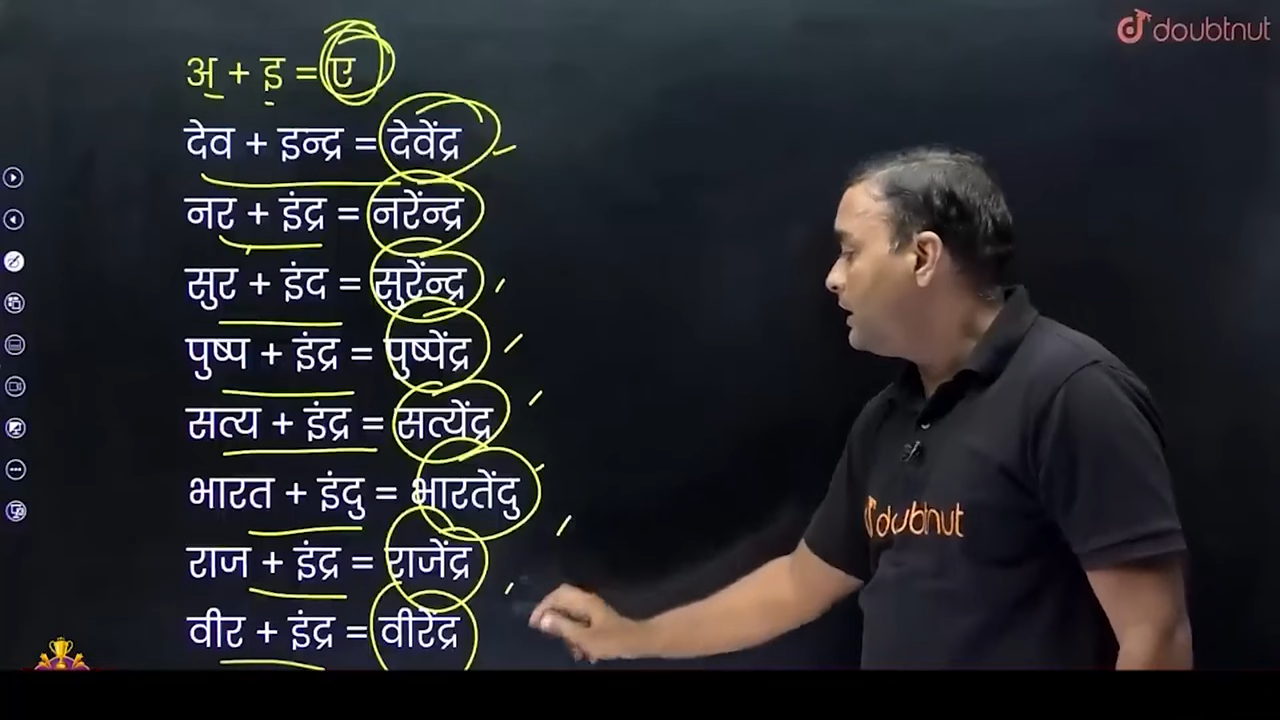 doubtnut
अ + इ = ए
देव + इन्द्र = देवेंद्र
नर + इंद्र = नरेंन्द्र
सुर + इंद = सुरेंन्द्र
पुष्प + इंद्र = पुष्पेंद्र
सत्य + इंद्र = सत्येंद्र
भारत + इंदु = भारतेंदु
राज + इंद्र = राजेंद्र
वीर + इंद्र = वीरेंद्र
doubtnut